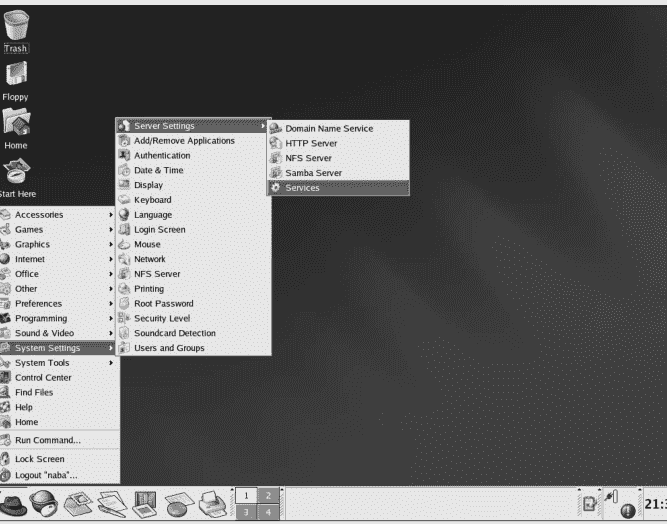 Trash
Floppy
Home
Start Here
Accessories
Games
Graphics
Internet
Office
Other
Preferences
Programming
Sound & Video
System Settings
System Tools
Control Center
Find Files
Help
Home
Run Command...
Lock Screen
Logout "naba"...
Server Settings
Add/Remove Applications
Authentication
Date & Time
Display
Keyboard
Language
Login Screen
Mouse
Network
NFS Server
Printing
Root Password
Security Level
Soundcard Detection
Users and Groups
Domain Name Service
HTTP Server
NFS Server
Samba Server
Services
1 2
3 4